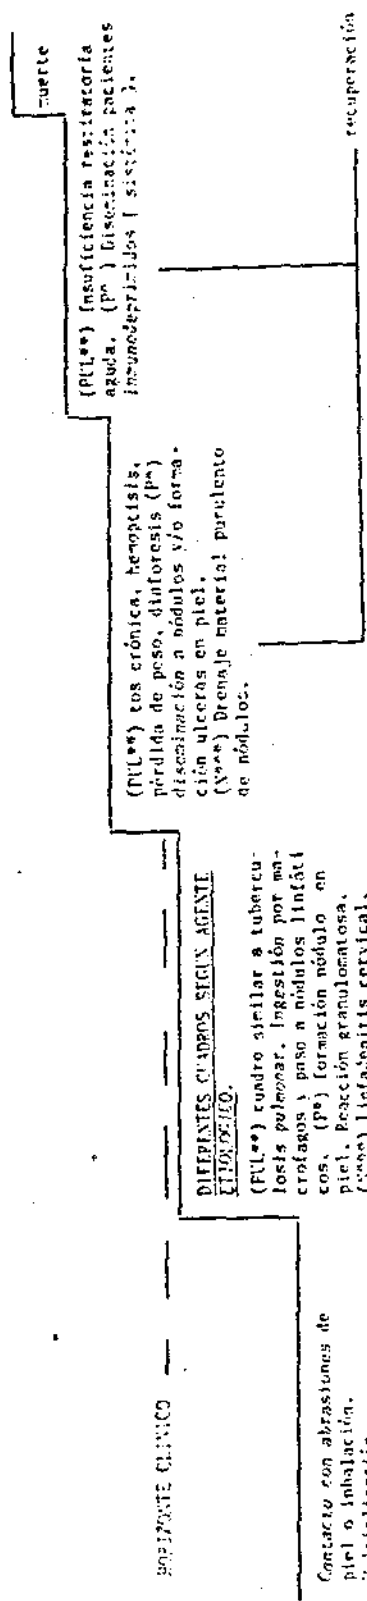 HORIZONTE CLINICO
Contacto con abrasiones de
piel o inhalación.
DIFERENTES CUADROS SEGUN AGENTE
ETIOLOGICO.
(PUL**) cuadro similar a tubercu-
losis pulmonar. Ingestión por ma-
crófagos y paso a nódulos linfáti
cos. (P*) formación nódulo en
piel. Reacción granulomatosa.
(N***) linfadenitis cervical.
(PUL**) tos crónica, hemoptisis,
pérdida de peso, diaforesis (P*)
diseminación a nódulos y/o forma-
ción ulceras en piel.
(N***) Drenaje material purulento
de nódulos.
(PUL**) Insuficiencia respiratoria
aguda. (P*) Diseminación pacientes
inmunodeprimidos ( sistémica ).
muerte
recuperación